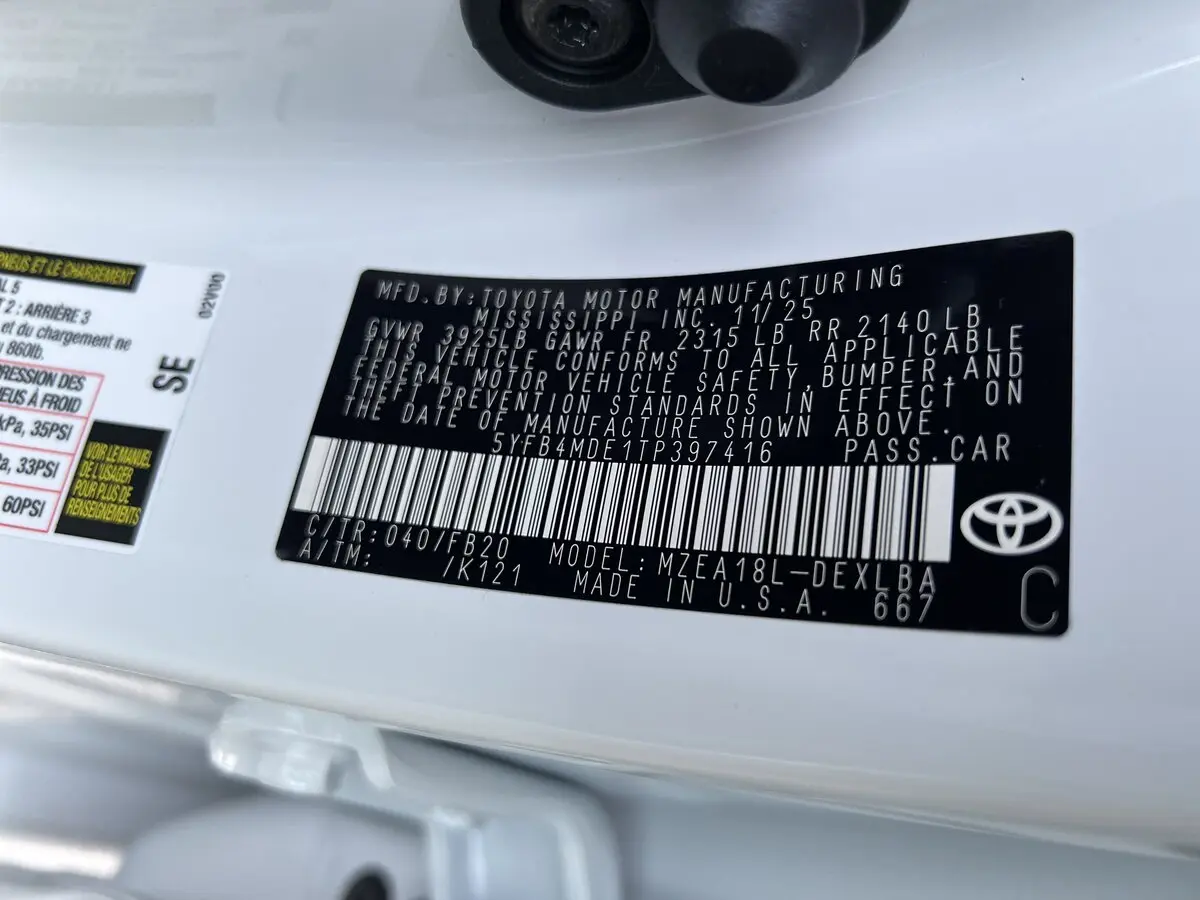 PNEUS ET LE CHARGEMENT
AL 5
T 2 : ARRIÈRE 3
et du chargement ne
u 860lb.
02V00
SE
PRESSION DES
NEUS À FROID
kPa, 35PSI
a, 33PSI
60PSI
VOIR LE MANUEL
DE L'USAGER
POUR PLUS DE
RENSEIGNEMENTS
MFD.BY:TOYOTA MOTOR MANUFACTURING
MISSISSIPPI INC. 11/25
GVWR 3925LB GAWR FR 2315 LB RR 2140 LB
THIS VEHICLE CONFORMS TO ALL APPLICABLE
FEDERAL MOTOR VEHICLE SAFETY, BUMPER, AND
THEFT PREVENTION STANDARDS IN EFFECT ON
THE DATE OF MANUFACTURE SHOWN ABOVE.
5YFB4MDE1TP397416 PASS.CAR
C/TR:040/FB20 MODEL:MZEA18L-DEXLBA
A/TM: /K121 MADE IN U.S.A. 667
C